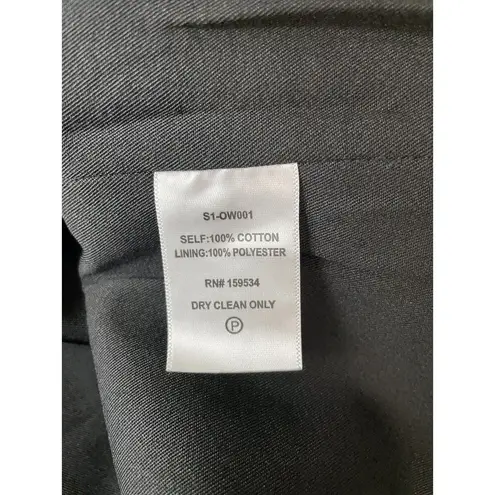 S1-OW001
SELF:100% COTTON
LINING:100% POLYESTER
RN# 159534
DRY CLEAN ONLY
P